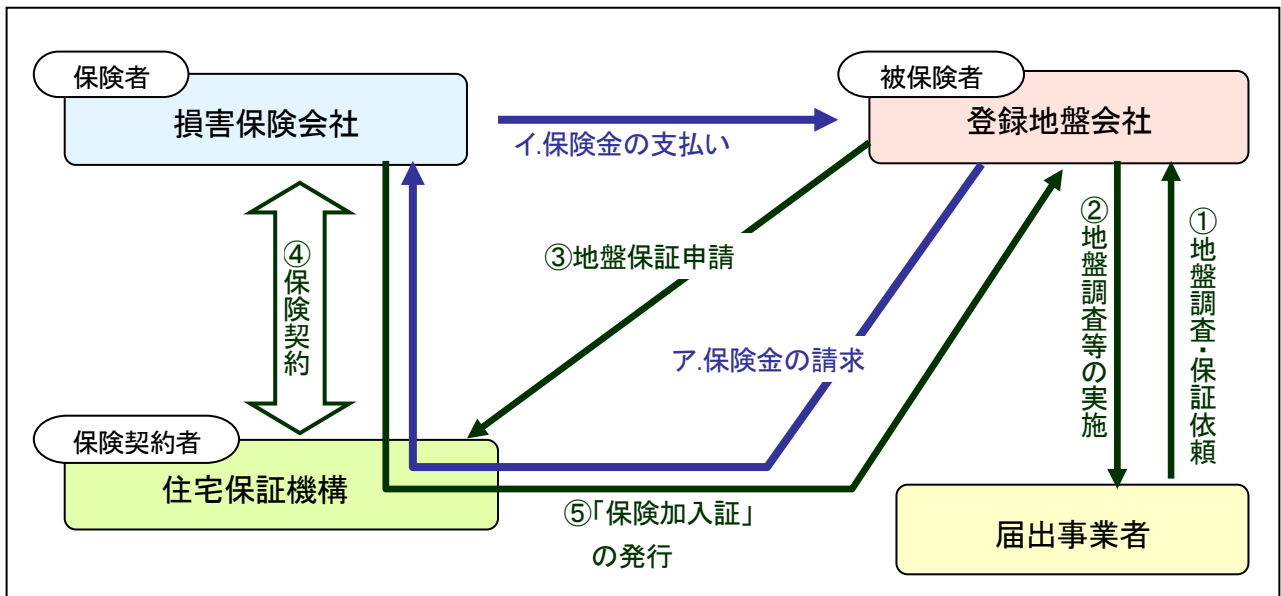 保険者
損害保険会社
被保険者
登録地盤会社
イ.保険金の支払い
③地盤保証申請
④保険契約
②地盤調査等の実施
①地盤調査・保証依頼
ア.保険金の請求
保険契約者
住宅保証機構
⑤「保険加入証」
の発行
届出事業者